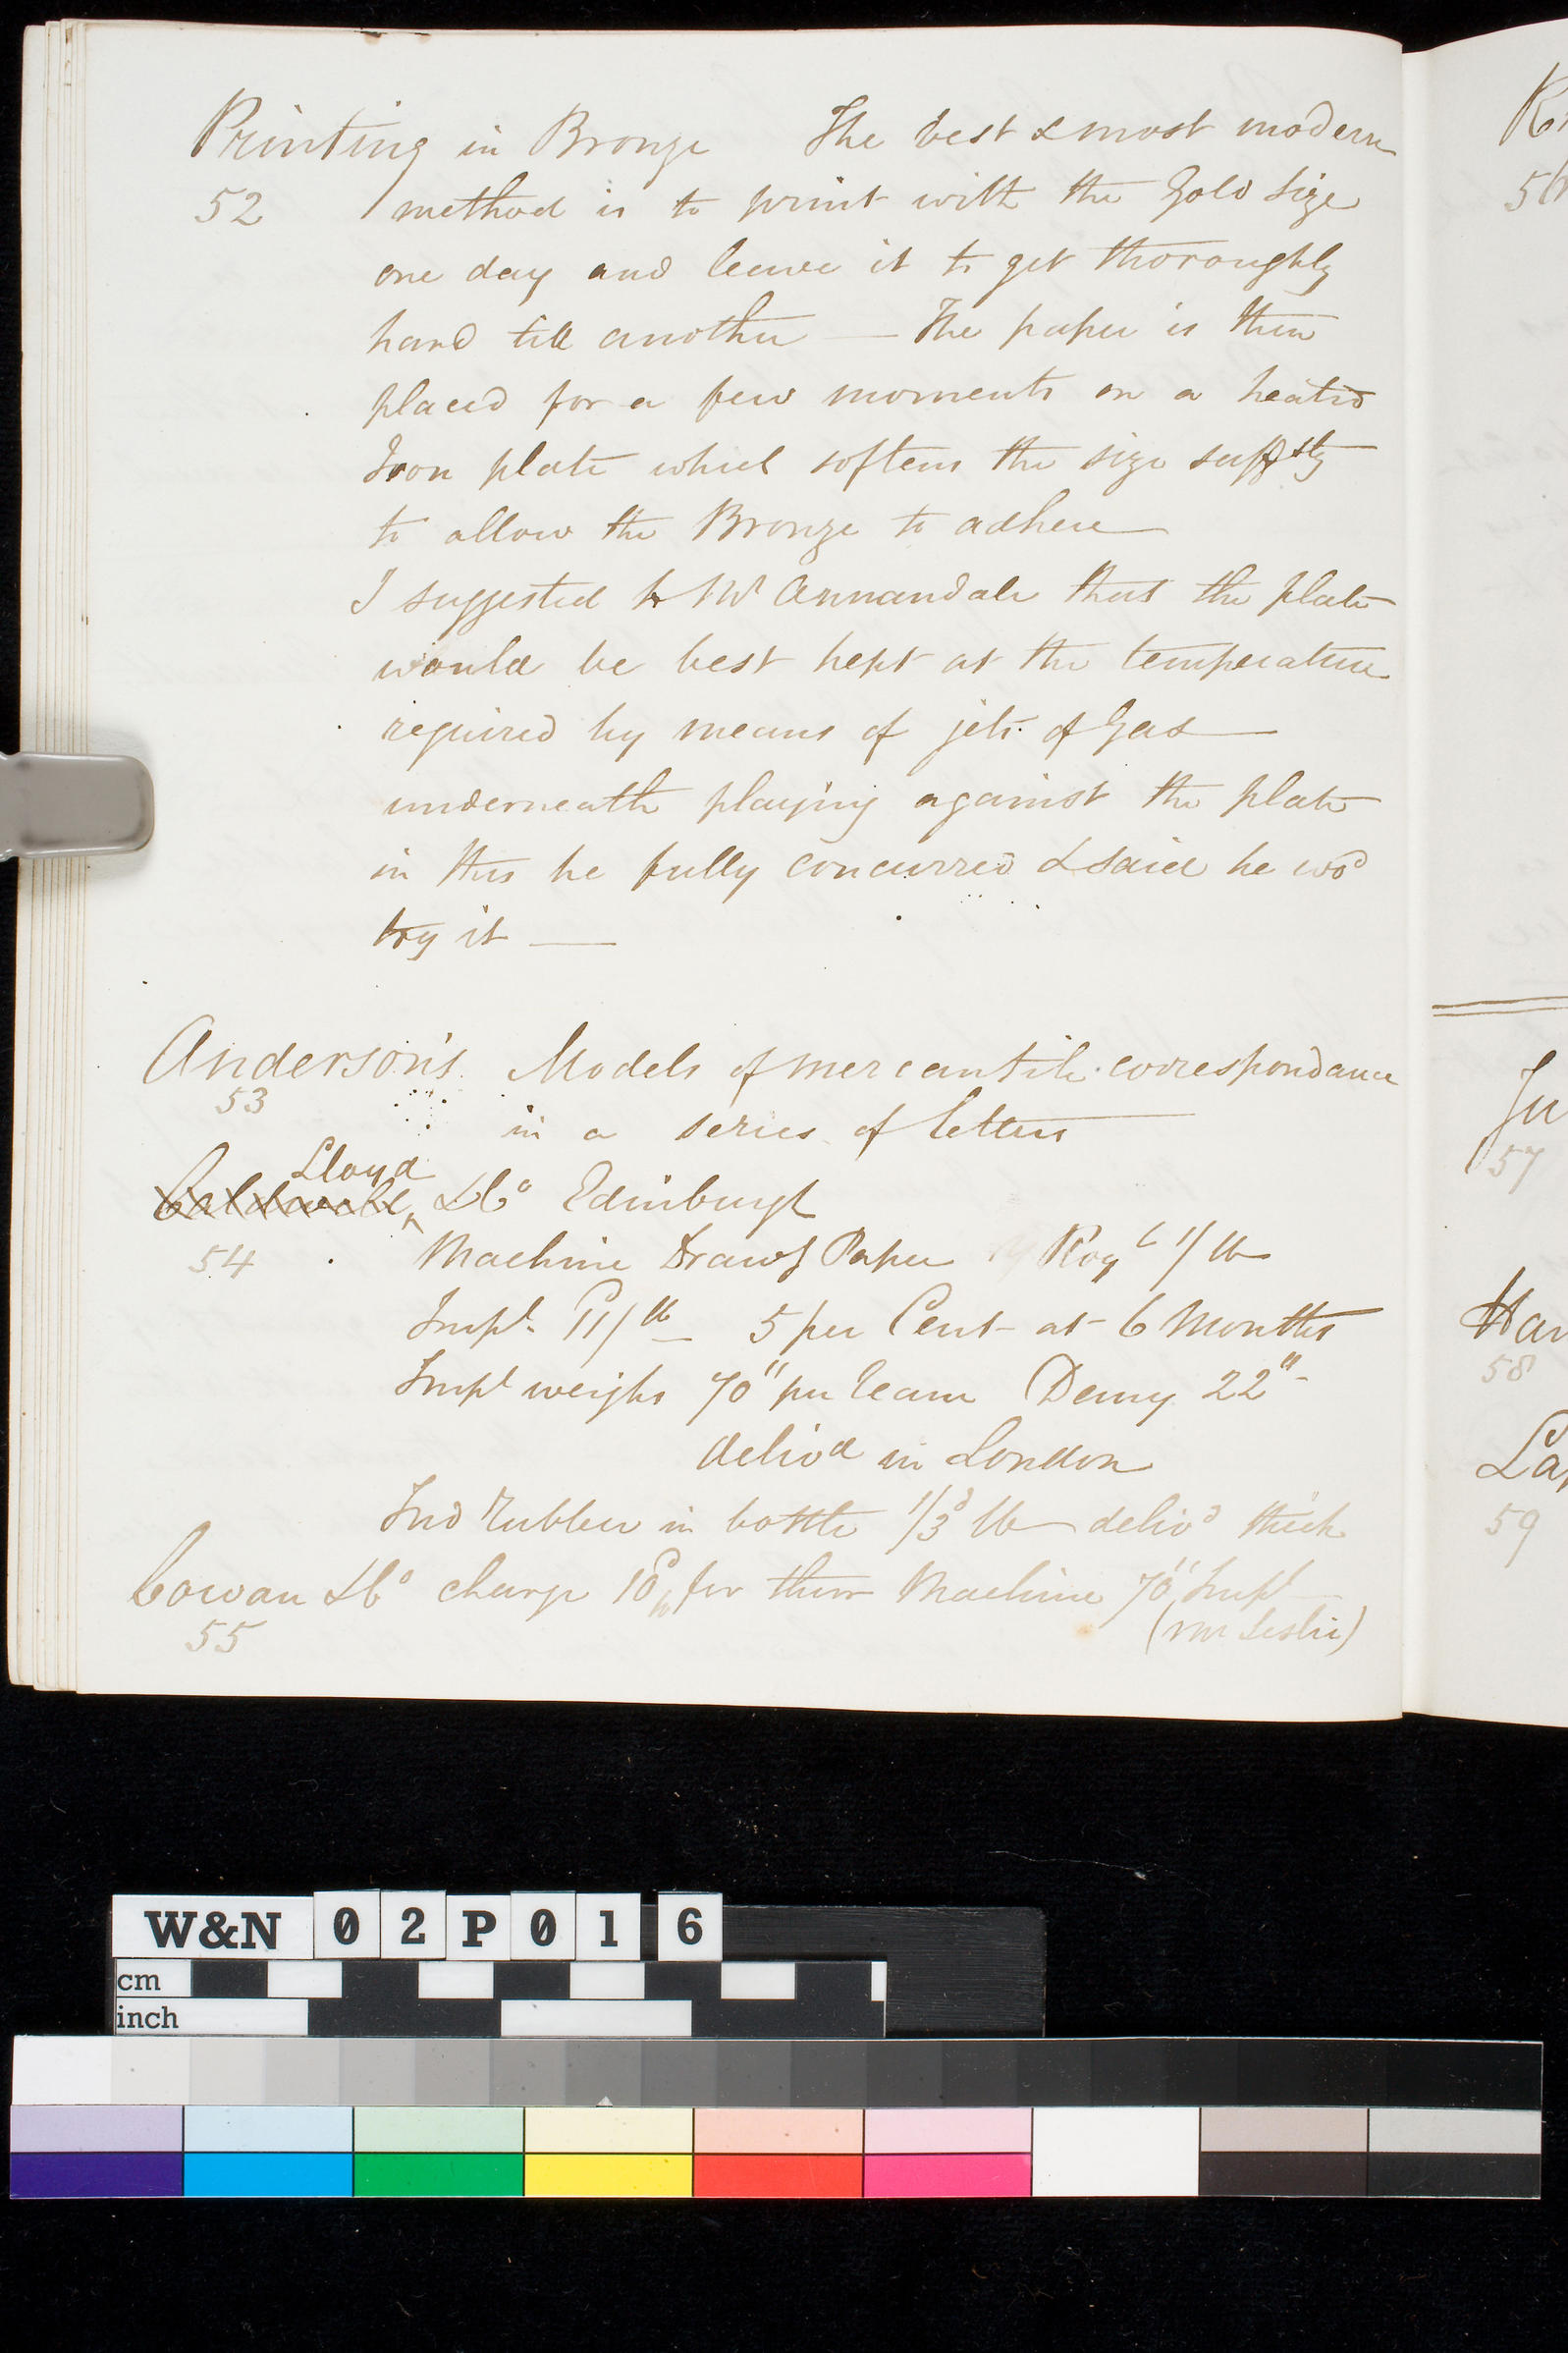 Printing in Bronze The best & most modern
52 method is to print with the Gold Size
one day and leave it to get thoroughly
hard till another — The paper is then
placed for a few moments on a heated
Iron plate which softens the size suff
to allow the Bronze to adhere —
I suggested to Mr Annandale that the plate
would be best kept at the temperature
required by means of jets of Gas —
underneath playing against the plate
in this he fully concurred & said he wod
try it —
Anderson's Models of mercantile correspondance
53
in a series of letters —
Lloyd
Caldwell & Co Edinburgh
54 Machine Drawg Paper Roy 1/ lb
Impl 11/ lb — 5 per Cent at 6 Months
Impl weighs 70" per ream Demy 22" -
delivd in London
Ind Rubber in bottle 1/3d lb delivd thick
Cowan & Co charge 10d for their Machine 70" Impl
55 (Mr Leslie)
Ju
57
Har
58
La
59
W&N 02P016
cm
inch